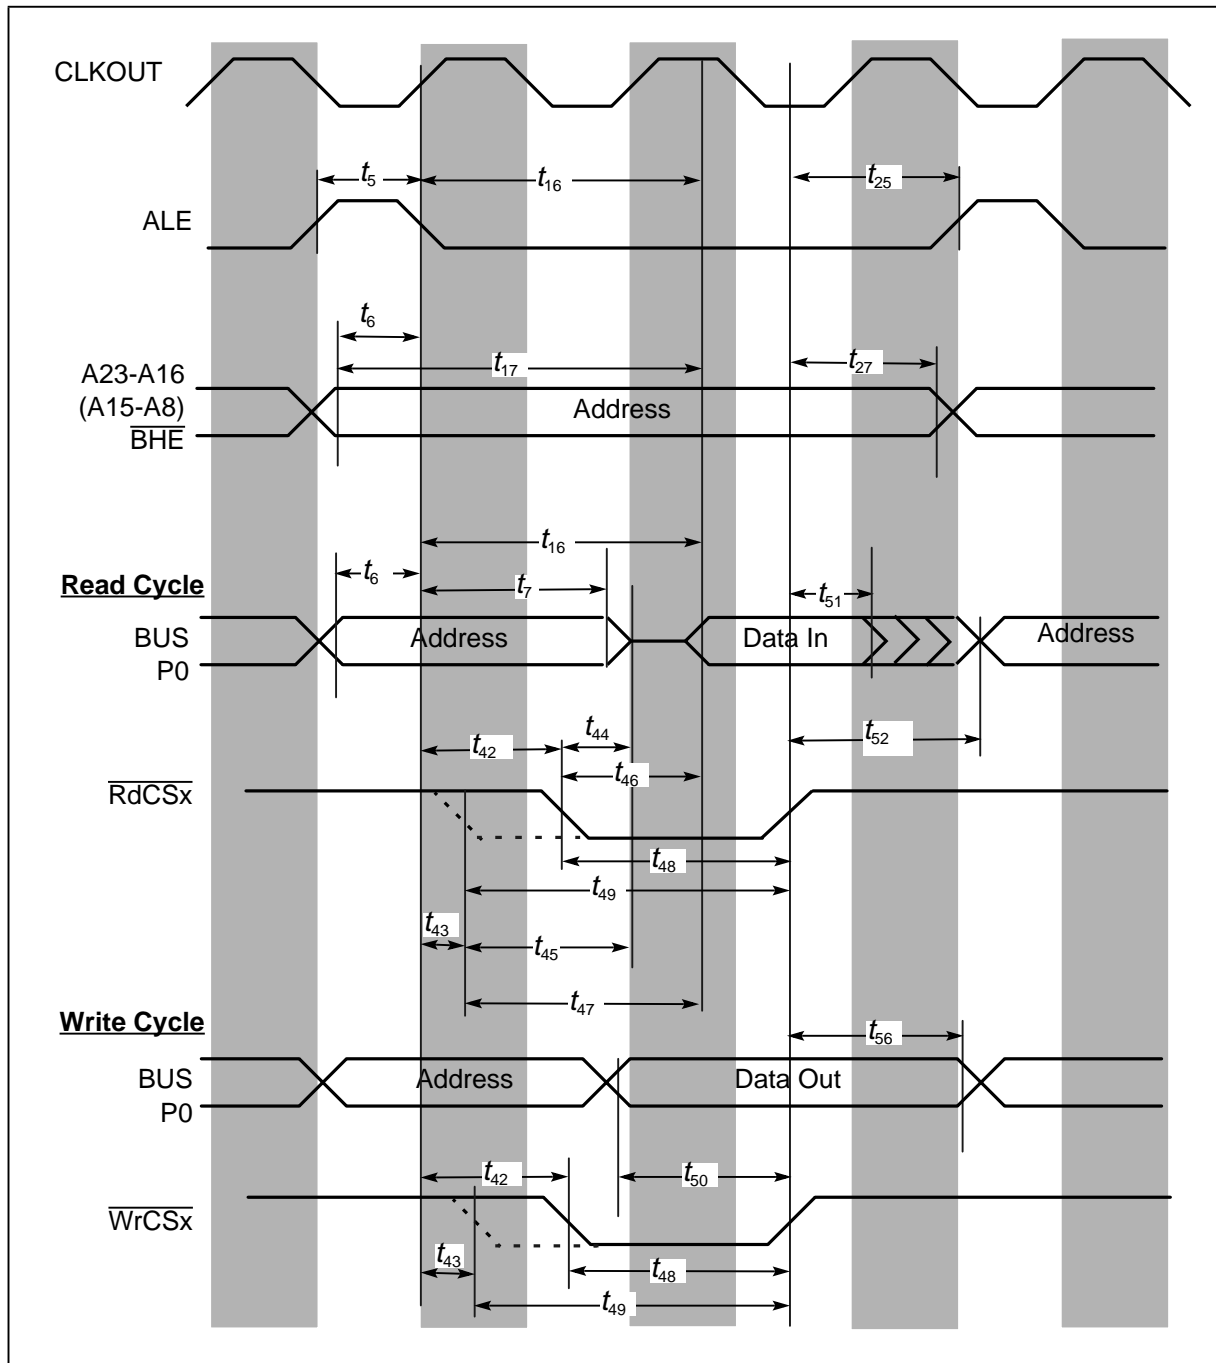 CLKOUT
t5
t16
t25
ALE
t6
t17
t27
A23-A16
(A15-A8)
BHE
Address
t16
t6
t7
t51
Read Cycle
BUS
P0
Address
Data In
Address
t42
t44
t52
t46
RdCSx
t48
t49
t43
t45
t47
Write Cycle
t56
BUS
P0
Address
Data Out
t42
t50
WrCSx
t43
t48
t49